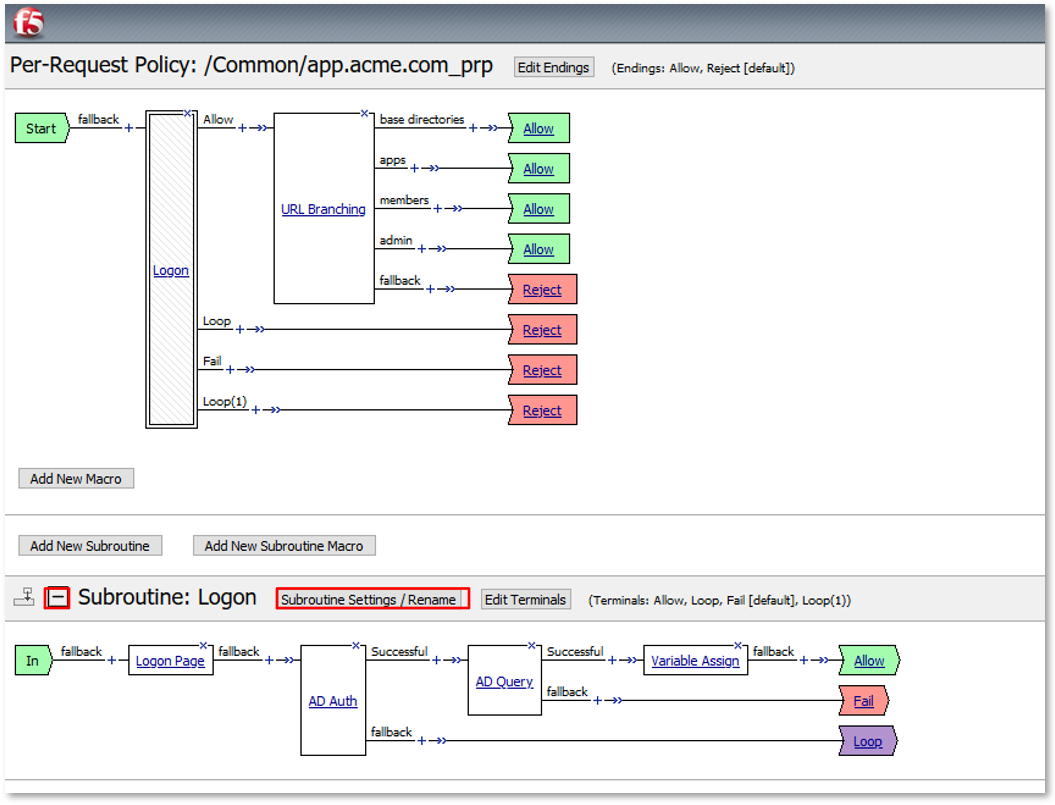 f5
Per-Request Policy: /Common/app.acme.com_prp Edit Endings (Endings: Allow, Reject [default])
Start fallback + Logon x Allow + URL Branching x base directories + Allow
apps + Allow
members + Allow
admin + Allow
fallback + Reject
Loop + Reject
Fail + Reject
Loop(1) + Reject
Add New Macro
Add New Subroutine Add New Subroutine Macro
Subroutine: Logon Subroutine Settings / Rename Edit Terminals (Terminals: Allow, Loop, Fail [default], Loop(1))
In fallback + Logon Page x fallback + AD Auth x Successful + AD Query x Successful + Variable Assign x fallback + Allow
fallback + Fail
fallback + Loop